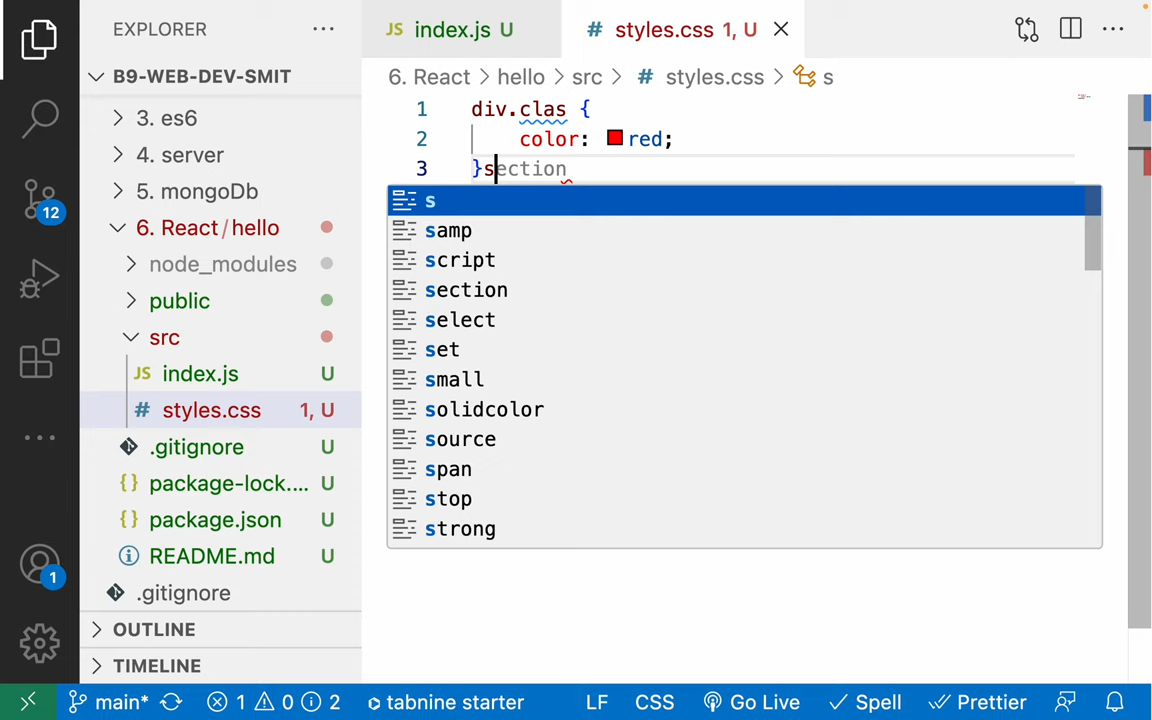 EXPLORER
B9-WEB-DEV-SMIT
3. es6
4. server
5. mongoDb
6. React/hello
node_modules
public
src
JS index.js U
# styles.css 1, U
.gitignore U
{} package-lock.... U
{} package.json U
README.md U
.gitignore
OUTLINE
TIMELINE
12
1
JS index.js U
# styles.css 1, U
6. React > hello > src > # styles.css > s
1 div.clas {
2 color: red;
3 }section
s
samp
script
section
select
set
small
solidcolor
source
span
stop
strong
main* 1 0 2 tabnine starter LF CSS Go Live Spell Prettier